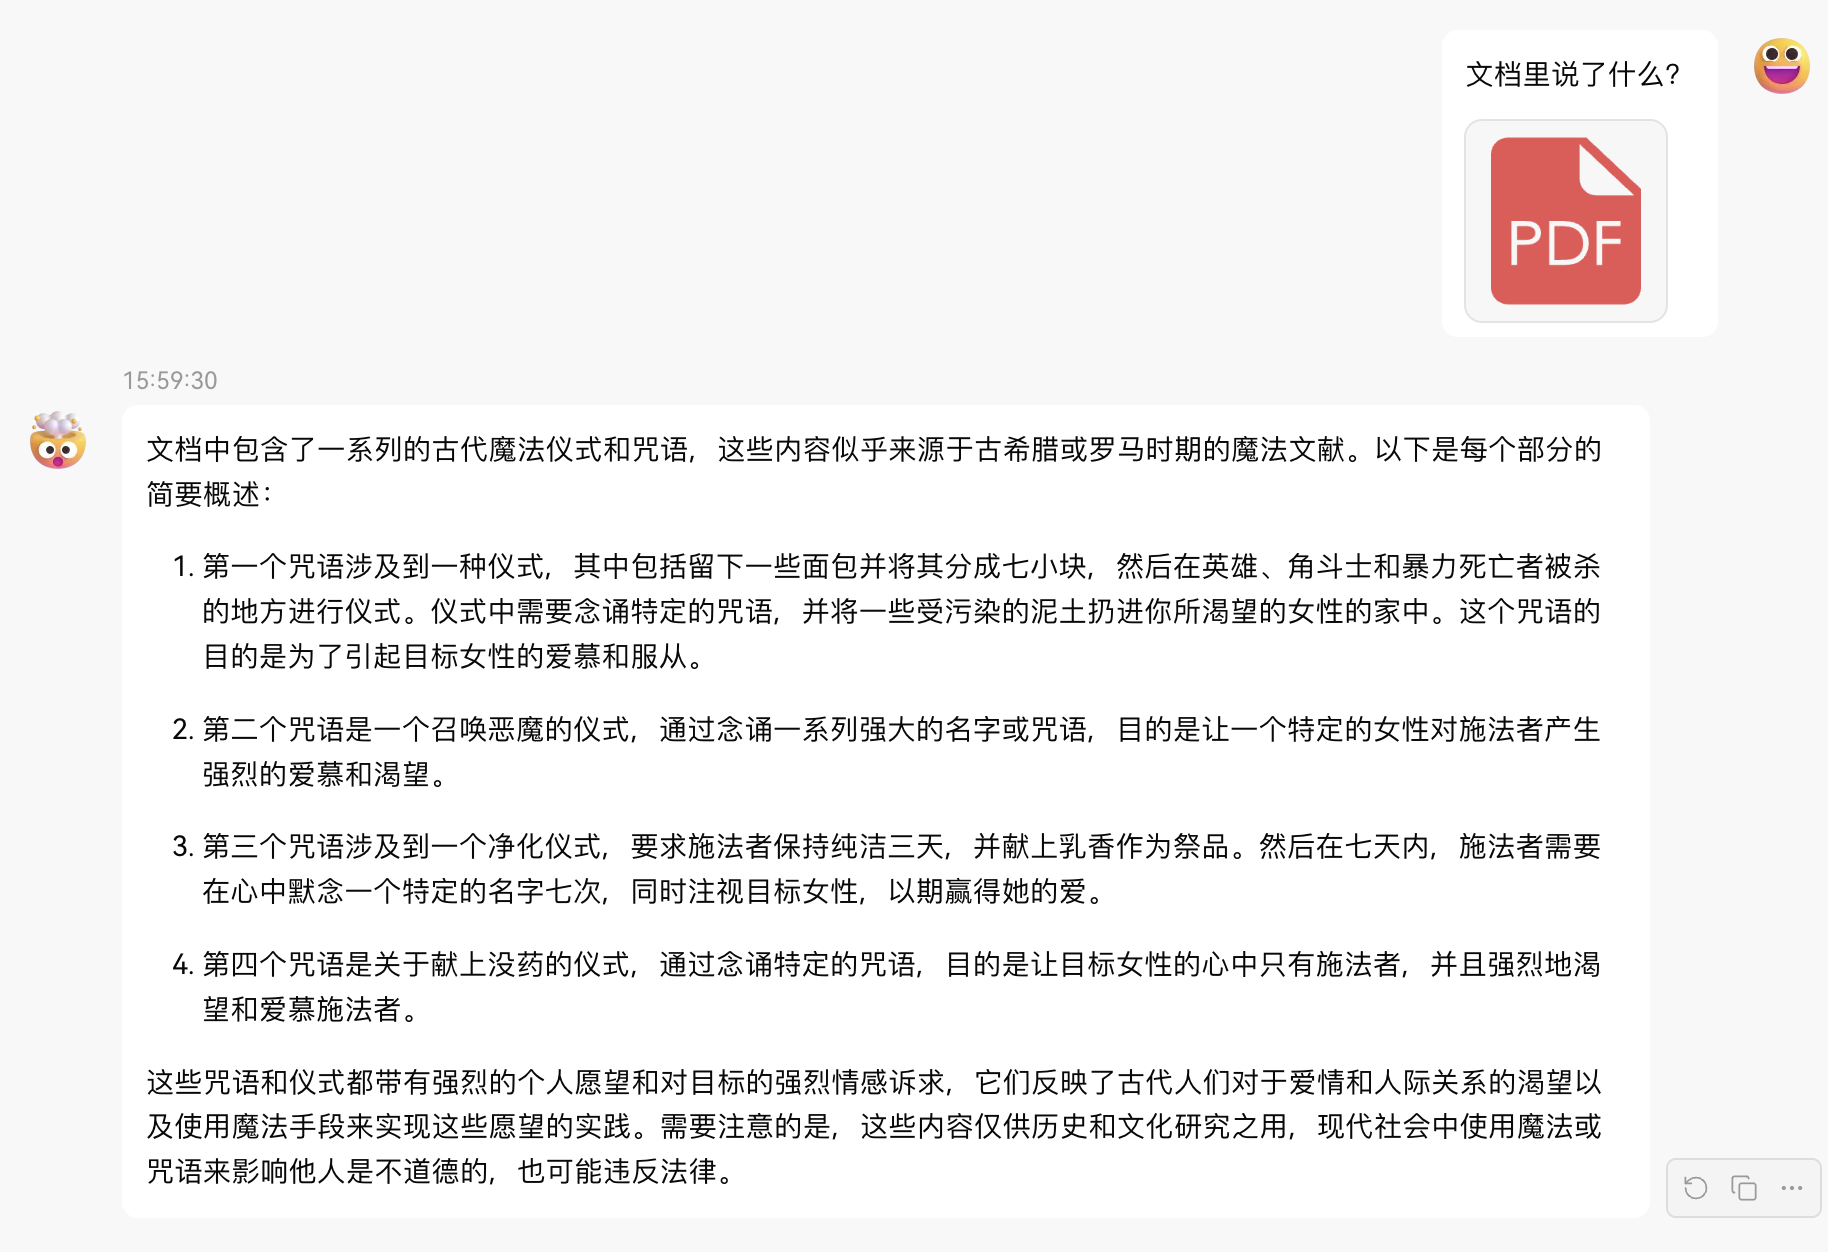 文档里说了什么?
PDF
15:59:30
文档中包含了一系列的古代魔法仪式和咒语，这些内容似乎来源于古希腊或罗马时期的魔法文献。以下是每个部分的
简要概述：
1. 第一个咒语涉及到一种仪式，其中包括留下一些面包并将其分成七小块，然后在英雄、角斗士和暴力死亡者被杀
的地方进行仪式。仪式中需要念诵特定的咒语，并将一些受污染的泥土扔进你所渴望的女性的家中。这个咒语的
目的是为了引起目标女性的爱慕和服从。
2. 第二个咒语是一个召唤恶魔的仪式，通过念诵一系列强大的名字或咒语，目的是让一个特定的女性对施法者产生
强烈的爱慕和渴望。
3. 第三个咒语涉及到一个净化仪式，要求施法者保持纯洁三天，并献上乳香作为祭品。然后在七天内，施法者需要
在心中默念一个特定的名字七次，同时注视目标女性，以期赢得她的爱。
4. 第四个咒语是关于献上没药的仪式，通过念诵特定的咒语，目的是让目标女性的心中只有施法者，并且强烈地渴
望和爱慕施法者。
这些咒语和仪式都带有强烈的个人愿望和对目标的强烈情感诉求，它们反映了古代人们对于爱情和人际关系的渴望以
及使用魔法手段来实现这些愿望的实践。需要注意的是，这些内容仅供历史和文化研究之用，现代社会中使用魔法或
咒语来影响他人是不道德的，也可能违反法律。